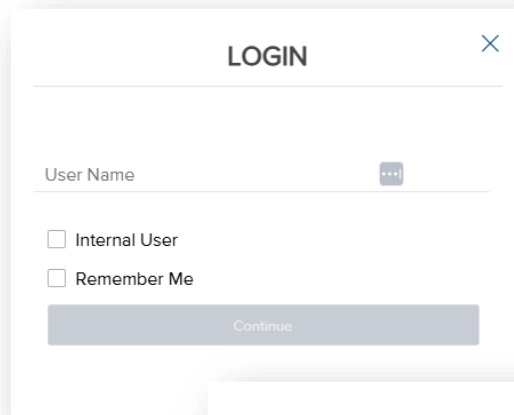 LOGIN
User Name
Internal User
Remember Me
Continue